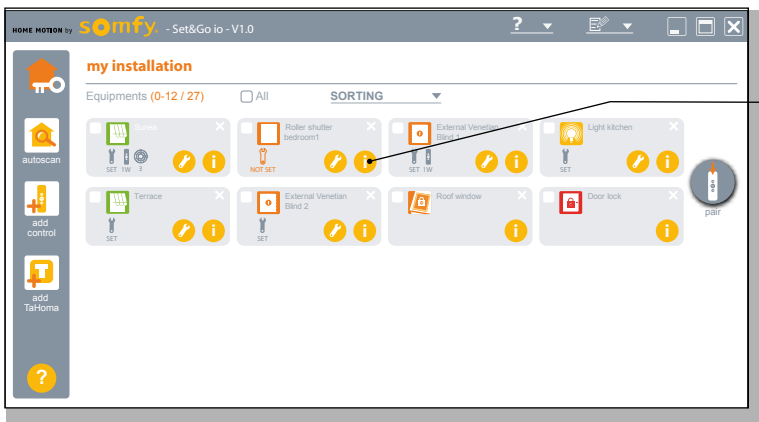 HOME MOTION by somfy. - Set&Go io - V1.0 ?
my installation
Equipments (0-12 / 27) All SORTING
autoscan
add
control
add
TaHoma
?
Screen
SET 1W 3
i
Roller shutter
bedroom1
NOT SET
i
External Venetian
Blind 1
SET 1W
i
Light kitchen
SET
i
Terrace
SET
i
External Venetian
Blind 2
SET
i
Roof window
i
Door lock
i
pair